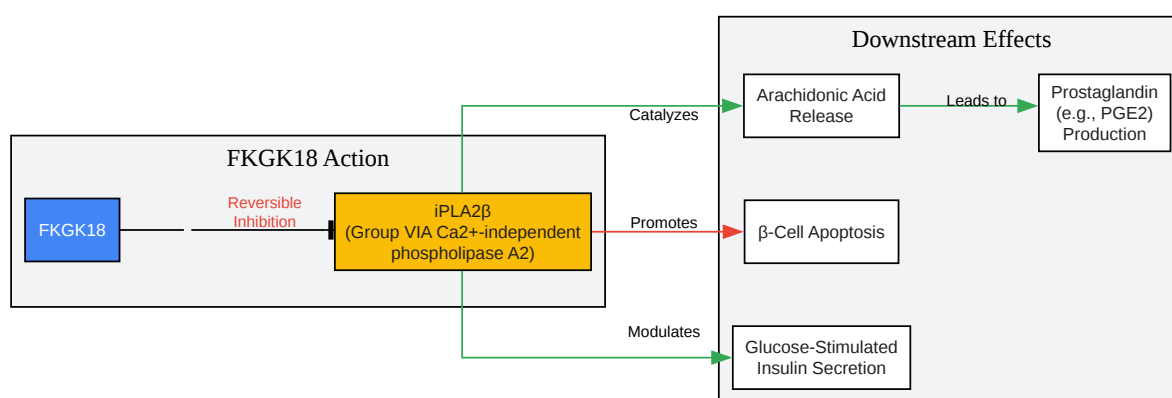 Downstream Effects
Arachidonic Acid
Release
Leads to
Prostaglandin
(e.g., PGE2)
Production
Catalyzes
FKGK18 Action
FKGK18
Reversible
Inhibition
iPLA2β
(Group VIA Ca2+-independent
phospholipase A2)
Promotes
β-Cell Apoptosis
Modulates
Glucose-Stimulated
Insulin Secretion